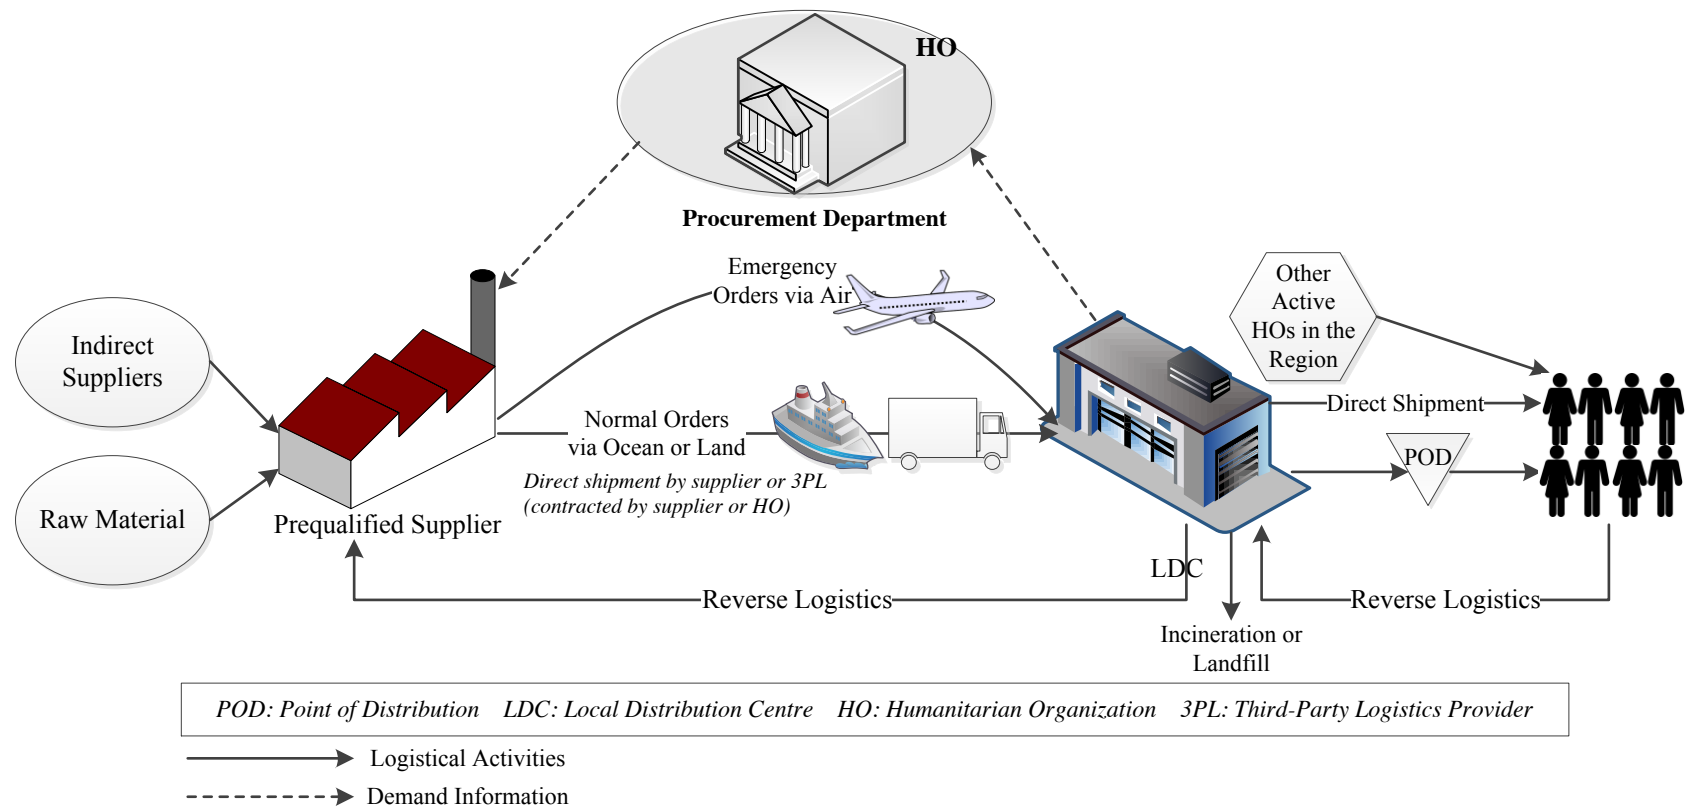 HO
Procurement Department
Emergency
Orders via Air
Other
Active
HOs in the
Region
Indirect
Suppliers
Normal Orders
via Ocean or Land
Direct Shipment
POD
Direct shipment by supplier or 3PL
(contracted by supplier or HO)
Raw Material
Prequalified Supplier
LDC
Reverse Logistics
Reverse Logistics
Incineration or
Landfill
POD: Point of Distribution LDC: Local Distribution Centre HO: Humanitarian Organization 3PL: Third-Party Logistics Provider
Logistical Activities
Demand Information